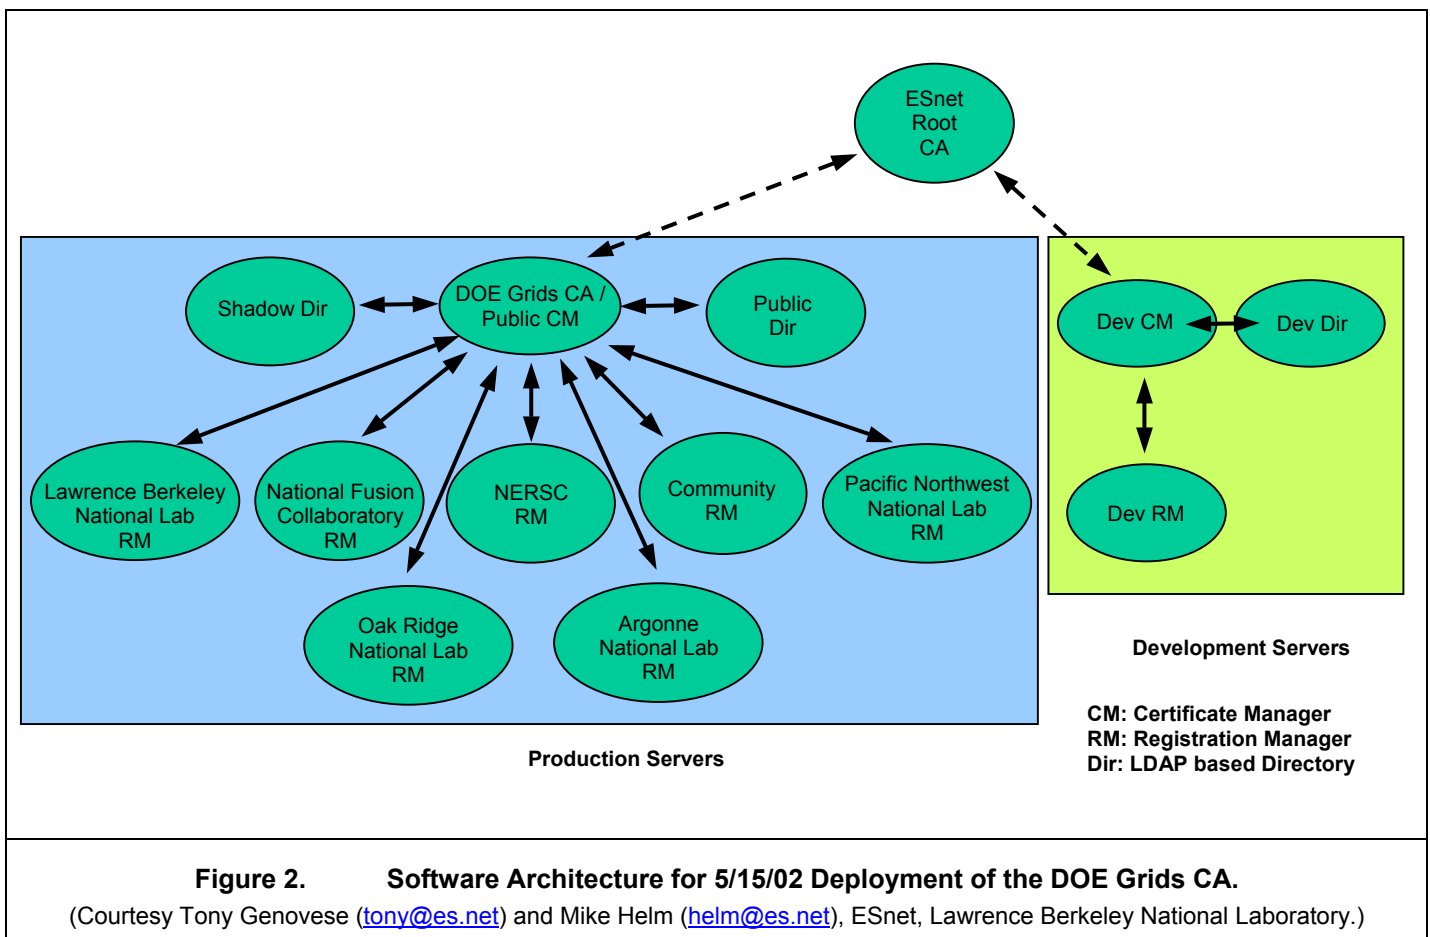 ESnet
Root
CA
Shadow Dir
DOE Grids CA /
Public CM
Public
Dir
Dev CM
Dev Dir
Lawrence Berkeley
National Lab
RM
National Fusion
Collaboratory
RM
NERSC
RM
Community
RM
Pacific Northwest
National Lab
RM
Dev RM
Oak Ridge
National Lab
RM
Argonne
National Lab
RM
Development Servers
CM: Certificate Manager
RM: Registration Manager
Dir: LDAP based Directory
Production Servers
Figure 2. Software Architecture for 5/15/02 Deployment of the DOE Grids CA.
(Courtesy Tony Genovese (tony@es.net) and Mike Helm (helm@es.net), ESnet, Lawrence Berkeley National Laboratory.)